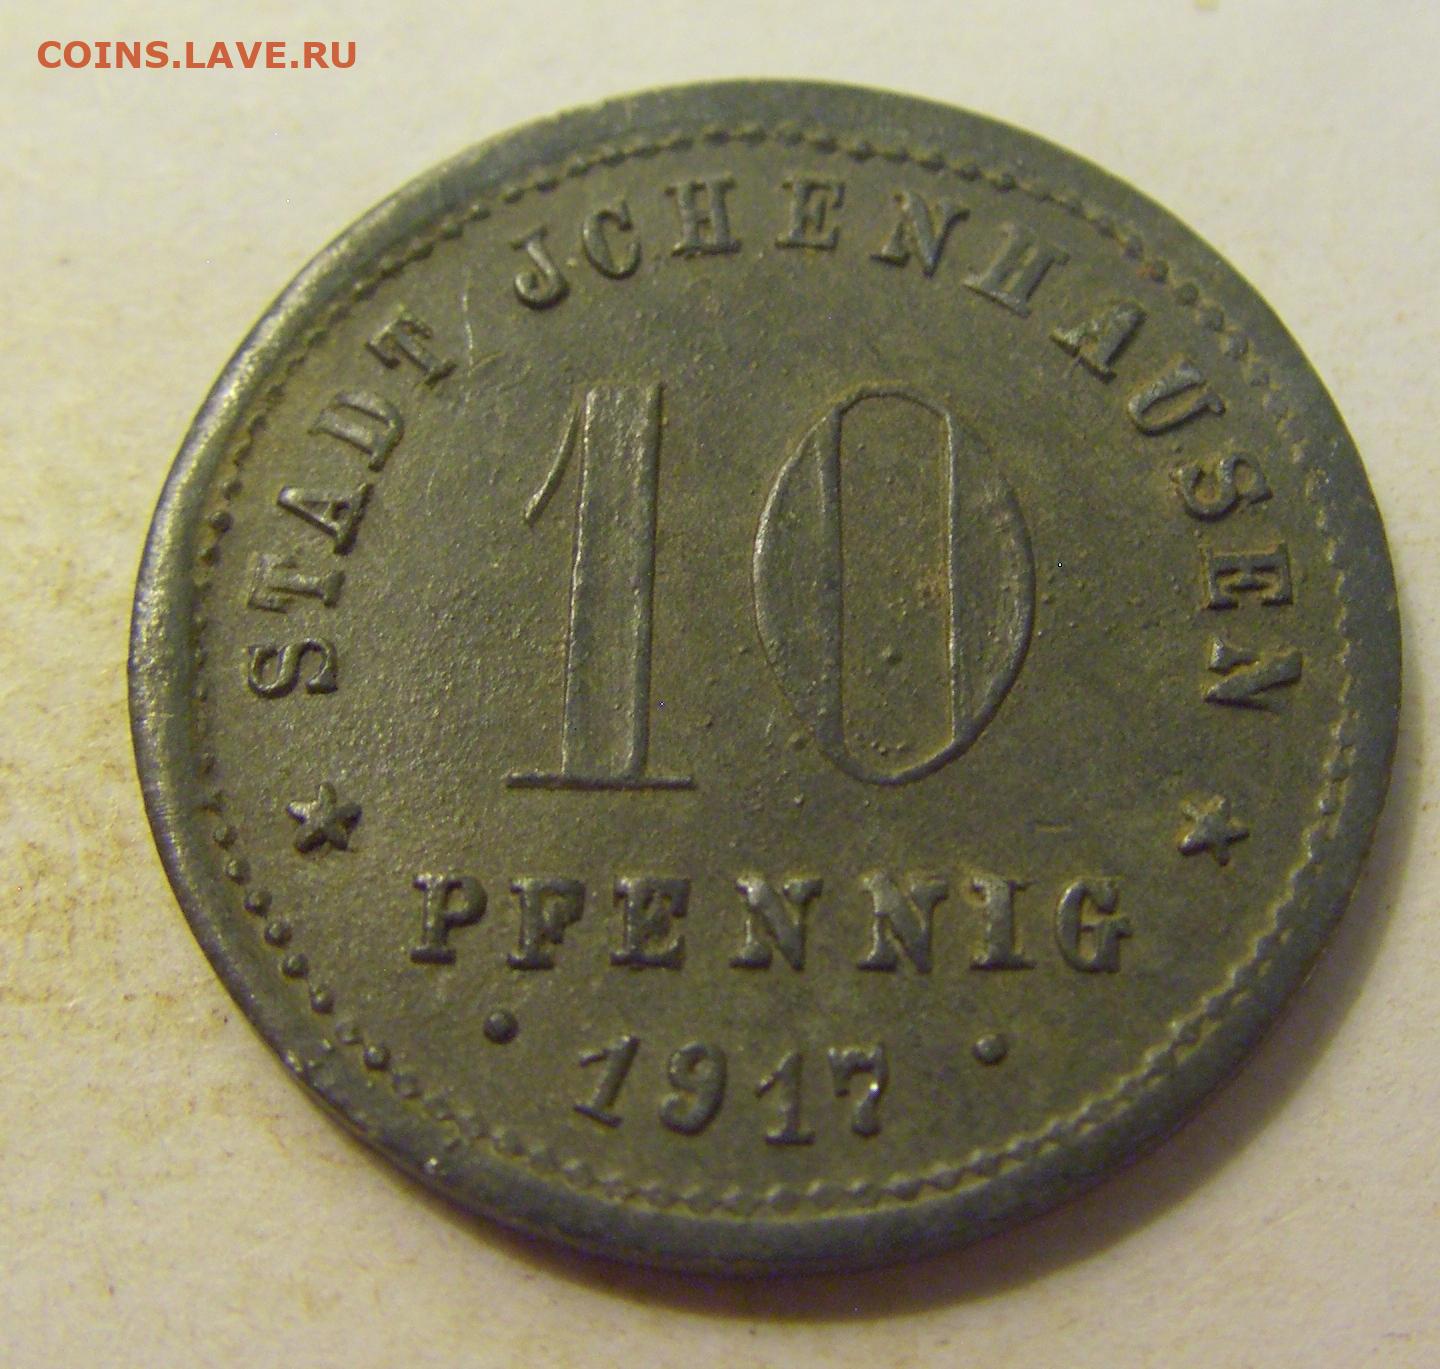 COINS.LAVE.RU
STADT JCHENHAUSEN
10
PFENNIG
1917